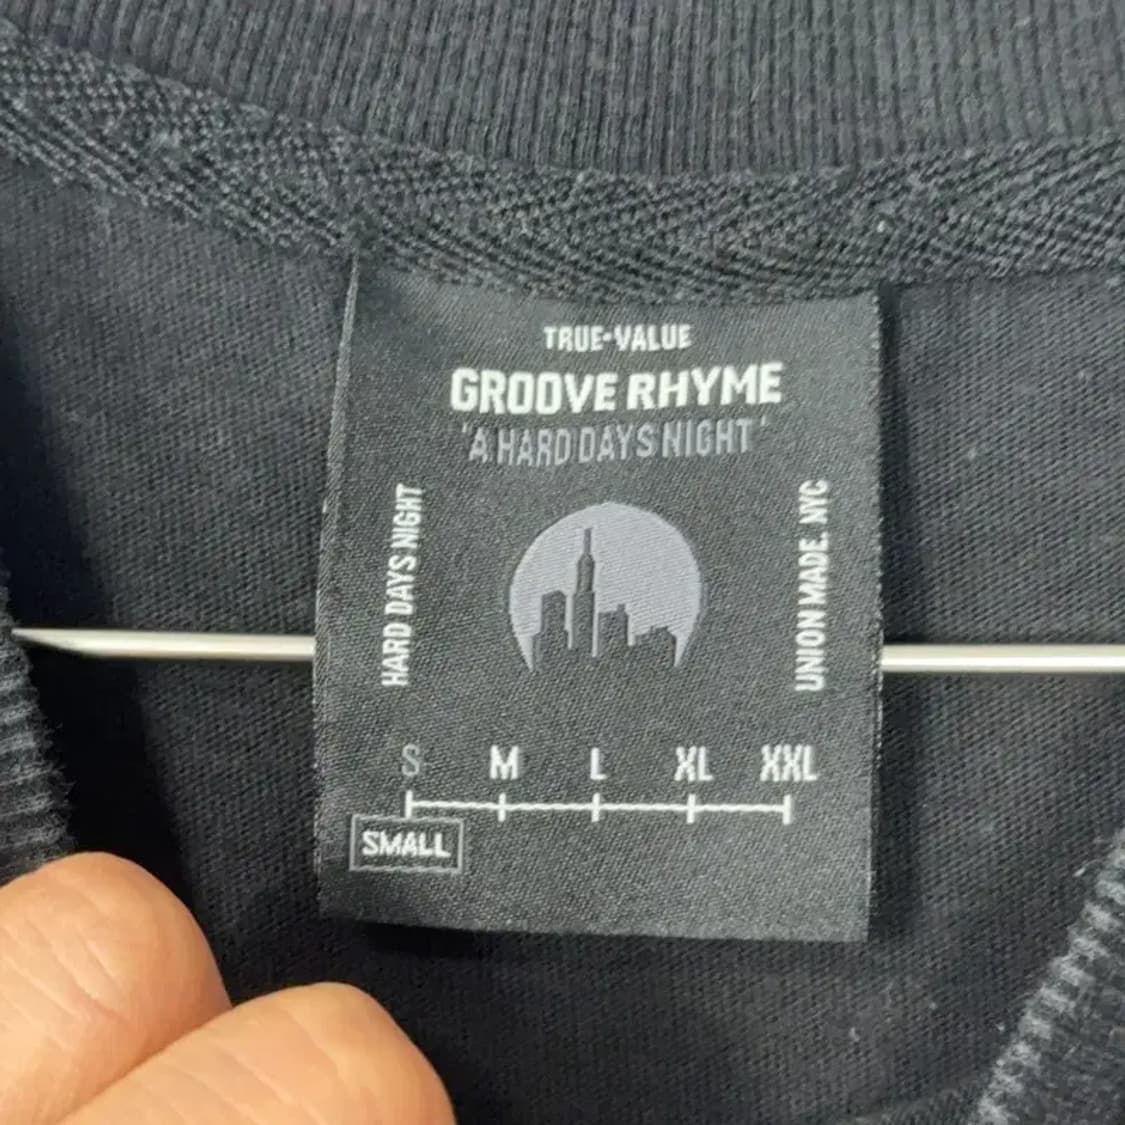 TRUE-VALUE
GROOVE RHYME
'A HARD DAYS NIGHT'
HARD DAYS NIGHT
UNION MADE. NYC
S M L XL XXL
SMALL